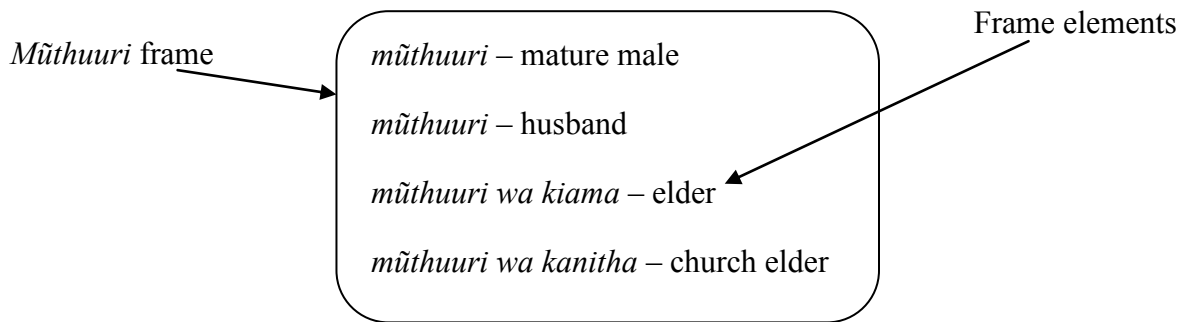 Frame elements
Mũthuuri frame
mũthuuri – mature male
mũthuuri – husband
mũthuuri wa kiama – elder
mũthuuri wa kanitha – church elder